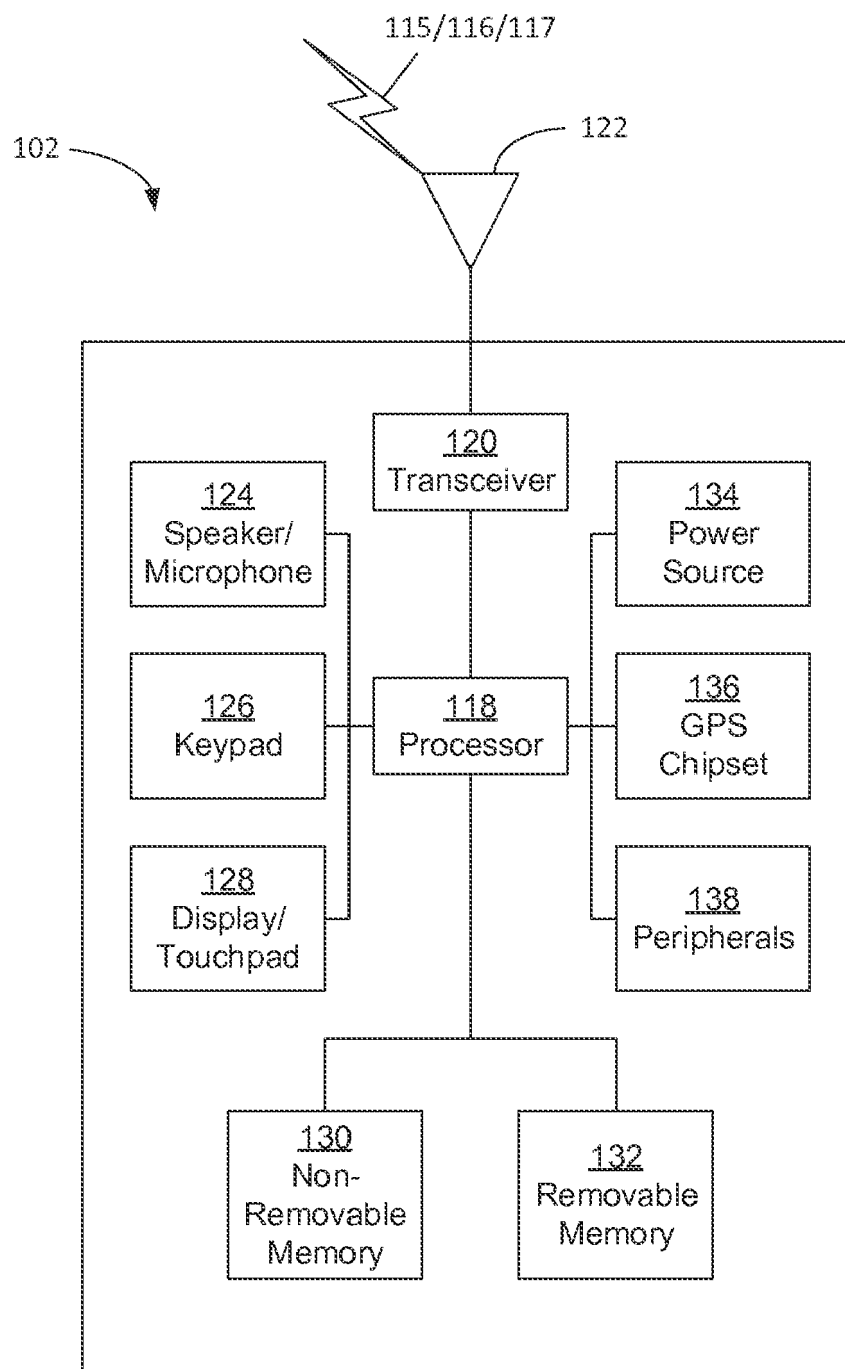 115/116/117
122
102
120
Transceiver
124
Speaker/
Microphone
134
Power
Source
126
Keypad
118
Processor
136
GPS
Chipset
128
Display/
Touchpad
138
Peripherals
130
Non-
Removable
Memory
132
Removable
Memory